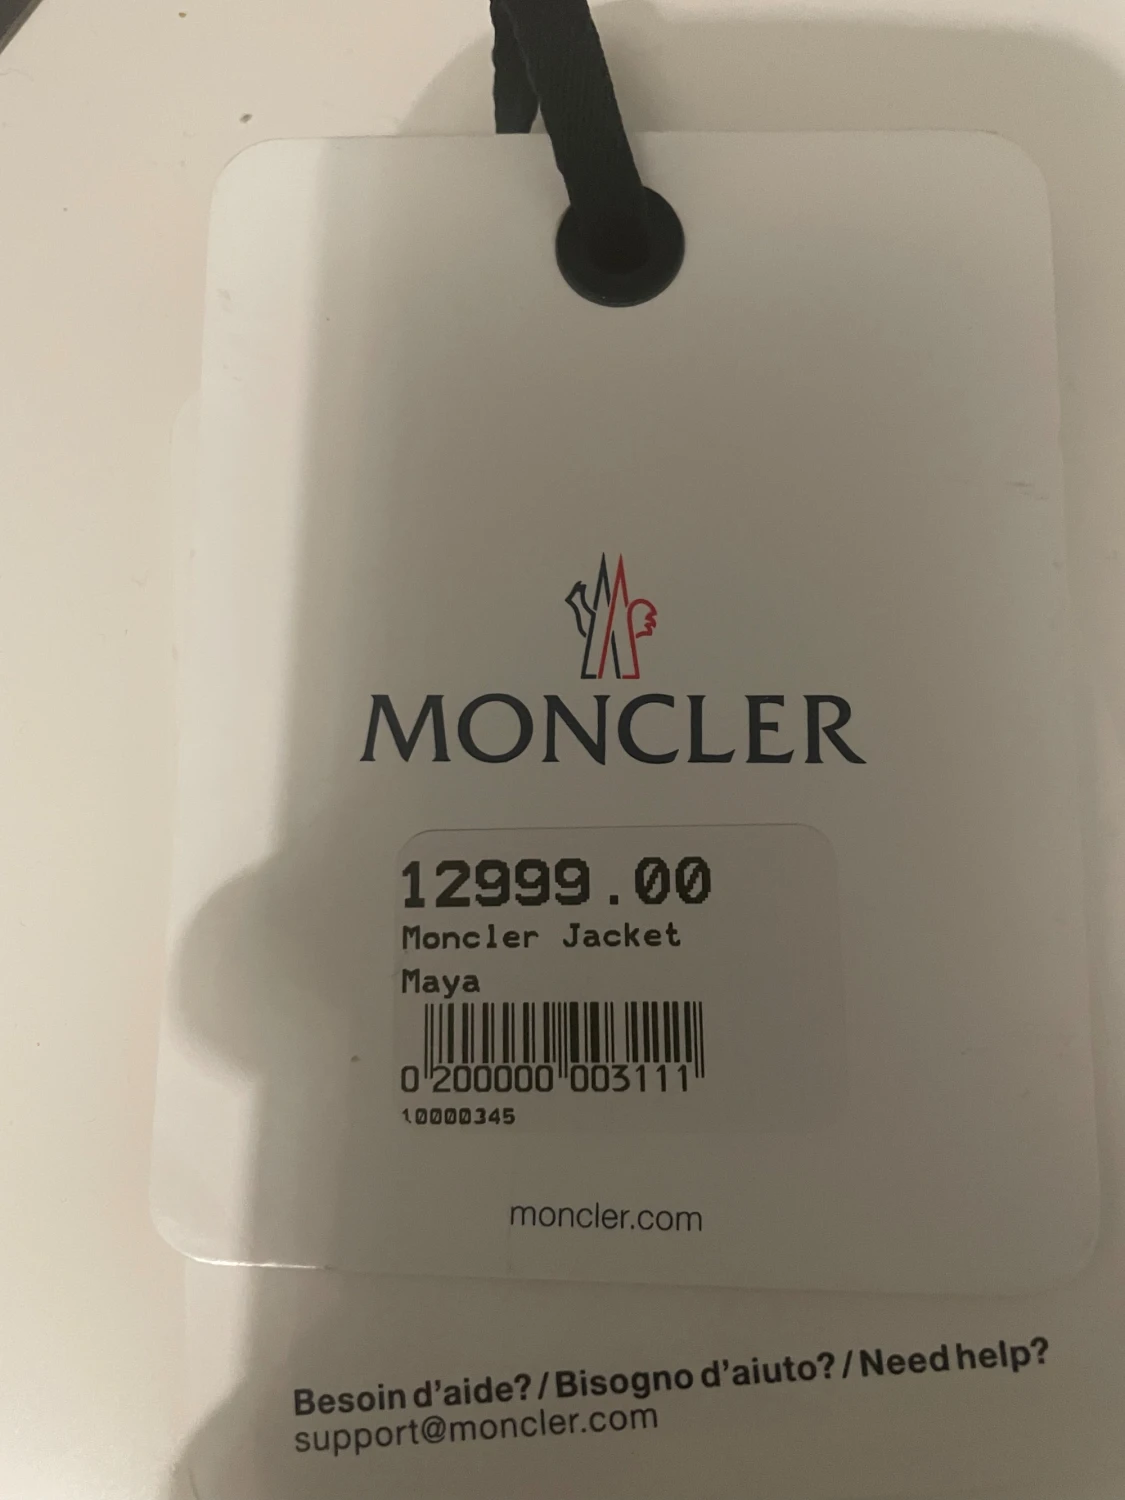 MONCLER
12999.00
Moncler Jacket
Maya
0 200000 003111
10000345
moncler.com
Besoin d'aide? / Bisogno d'aiuto? / Need help?
support@moncler.com